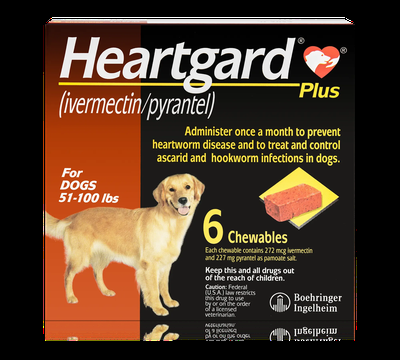 Heartgard®
®
Plus
(ivermectin/pyrantel)
Administer once a month to prevent
heartworm disease and to treat and control
ascarid and hookworm infections in dogs.
For
DOGS
51-100 lbs
6 Chewables
Each chewable contains 272 mcg ivermectin
and 227 mg pyrantel as pamoate salt.
Keep this and all drugs out
of the reach of children.
Caution: Federal
(U.S.A.) law restricts
this drug to use
by or on the order
of a licensed
veterinarian.
Boehringer
Ingelheim